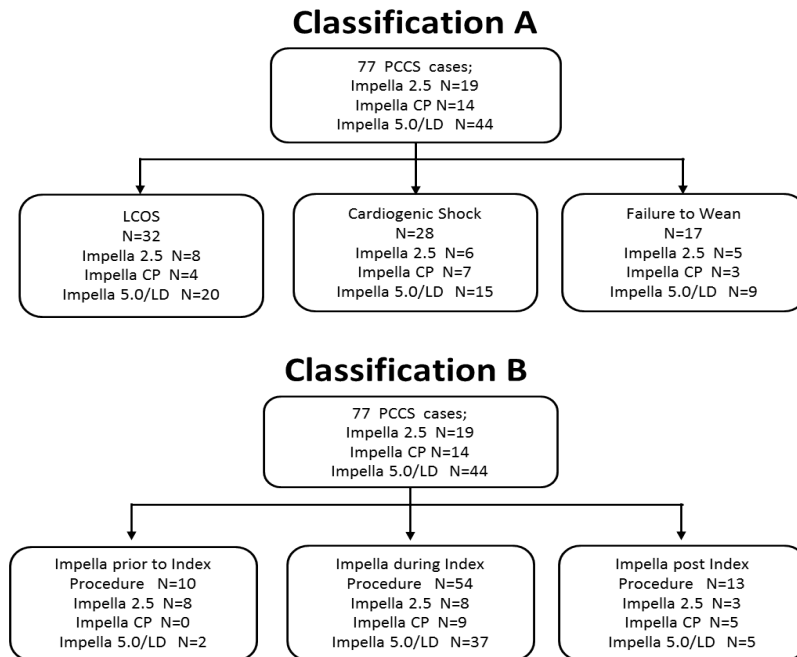 Classification A
77 PCCS cases;
Impella 2.5 N=19
Impella CP N=14
Impella 5.0/LD N=44
LCOS
N=32
Impella 2.5 N=8
Impella CP N=4
Impella 5.0/LD N=20
Cardiogenic Shock
N=28
Impella 2.5 N=6
Impella CP N=7
Impella 5.0/LD N=15
Failure to Wean
N=17
Impella 2.5 N=5
Impella CP N=3
Impella 5.0/LD N=9
Classification B
77 PCCS cases;
Impella 2.5 N=19
Impella CP N=14
Impella 5.0/LD N=44
Impella prior to Index
Procedure N=10
Impella 2.5 N=8
Impella CP N=0
Impella 5.0/LD N=2
Impella during Index
Procedure N=54
Impella 2.5 N=8
Impella CP N=9
Impella 5.0/LD N=37
Impella post Index
Procedure N=13
Impella 2.5 N=3
Impella CP N=5
Impella 5.0/LD N=5